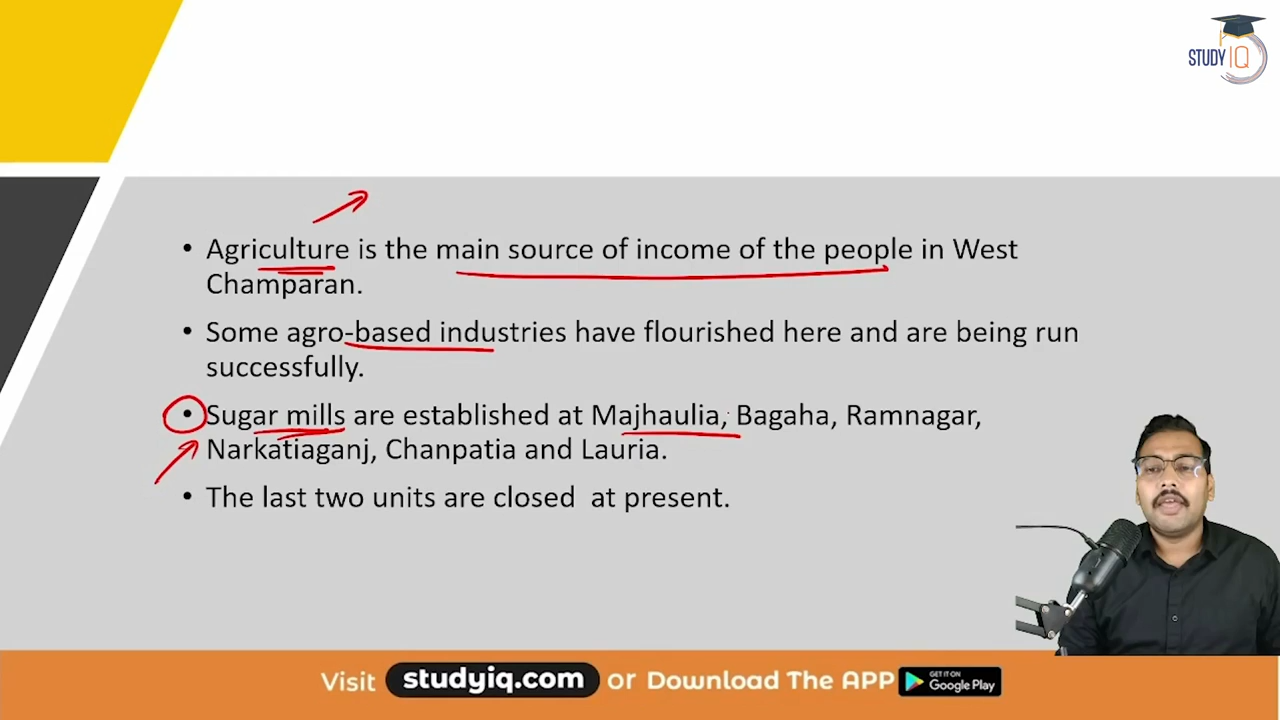 STUDY IQ
• Agriculture is the main source of income of the people in West
Champaran.
• Some agro-based industries have flourished here and are being run
successfully.
• Sugar mills are established at Majhaulia, Bagaha, Ramnagar,
Narkatiaganj, Chanpatia and Lauria.
• The last two units are closed at present.
Visit studyiq.com or Download The APP GET IT ON Google Play